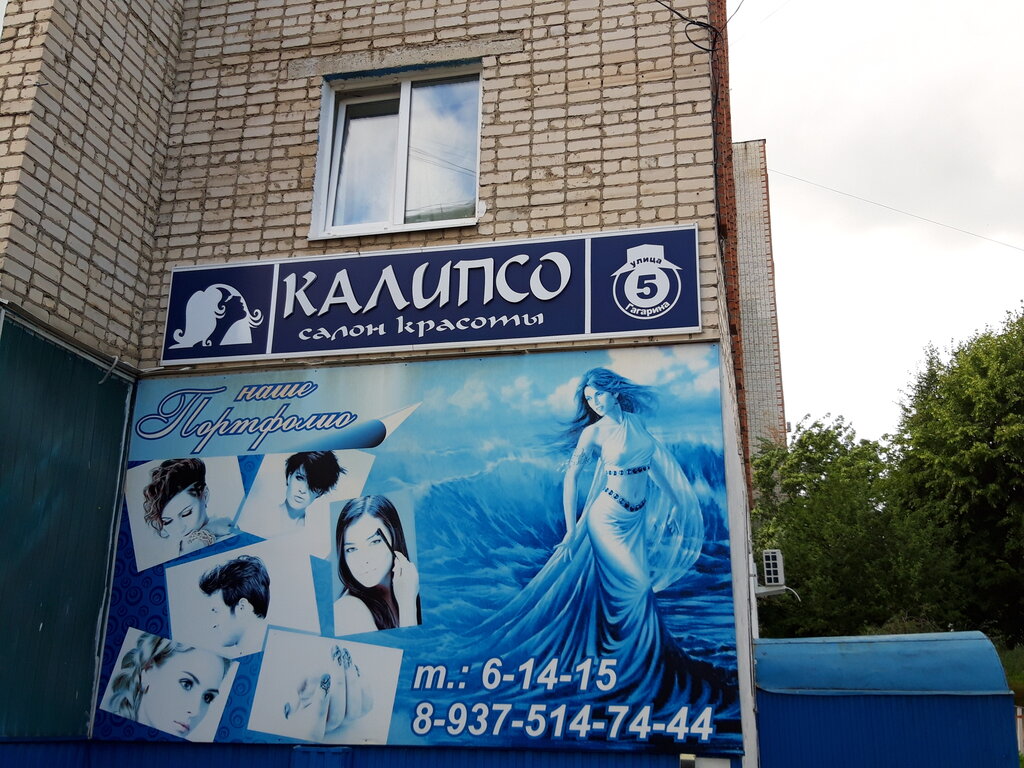 КАЛИПСО
салон красоты
улица
5
Гагарина
наше
Портфолио
т.: 6-14-15
8-937-514-74-44